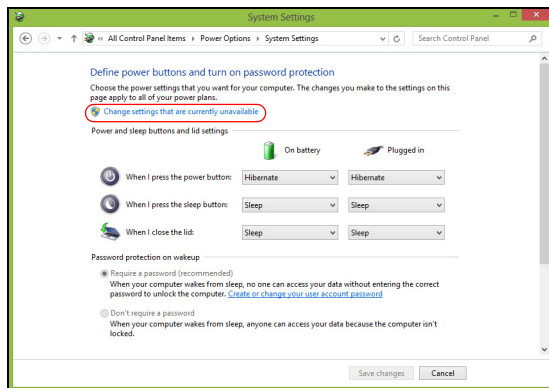 System Settings
« All Control Panel Items › Power Options › System Settings
Search Control Panel
Define power buttons and turn on password protection
Choose the power settings that you want for your computer. The changes you make to the settings on this
page apply to all of your power plans.
Change settings that are currently unavailable
Power and sleep buttons and lid settings
On battery Plugged in
When I press the power button: Hibernate Hibernate
When I press the sleep button: Sleep Sleep
When I close the lid: Sleep Sleep
Password protection on wakeup
Require a password (recommended)
When your computer wakes from sleep, no one can access your data without entering the correct
password to unlock the computer. Create or change your user account password
Don't require a password
When your computer wakes from sleep, anyone can access your data because the computer isn't
locked.
Save changes Cancel